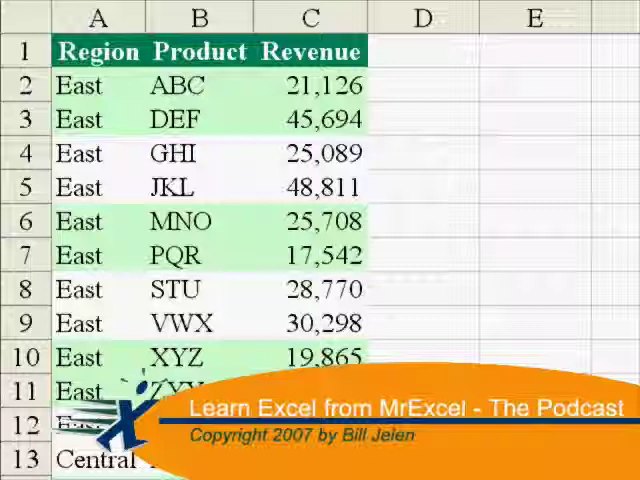 A B C D E
1 Region Product Revenue
2 East ABC 21,126
3 East DEF 45,694
4 East GHI 25,089
5 East JKL 48,811
6 East MNO 25,708
7 East PQR 17,542
8 East STU 28,770
9 East VWX 30,298
10 East XYZ 19,865
11 East
12
13 Central
Learn Excel from MrExcel - The Podcast
Copyright 2007 by Bill Jelen